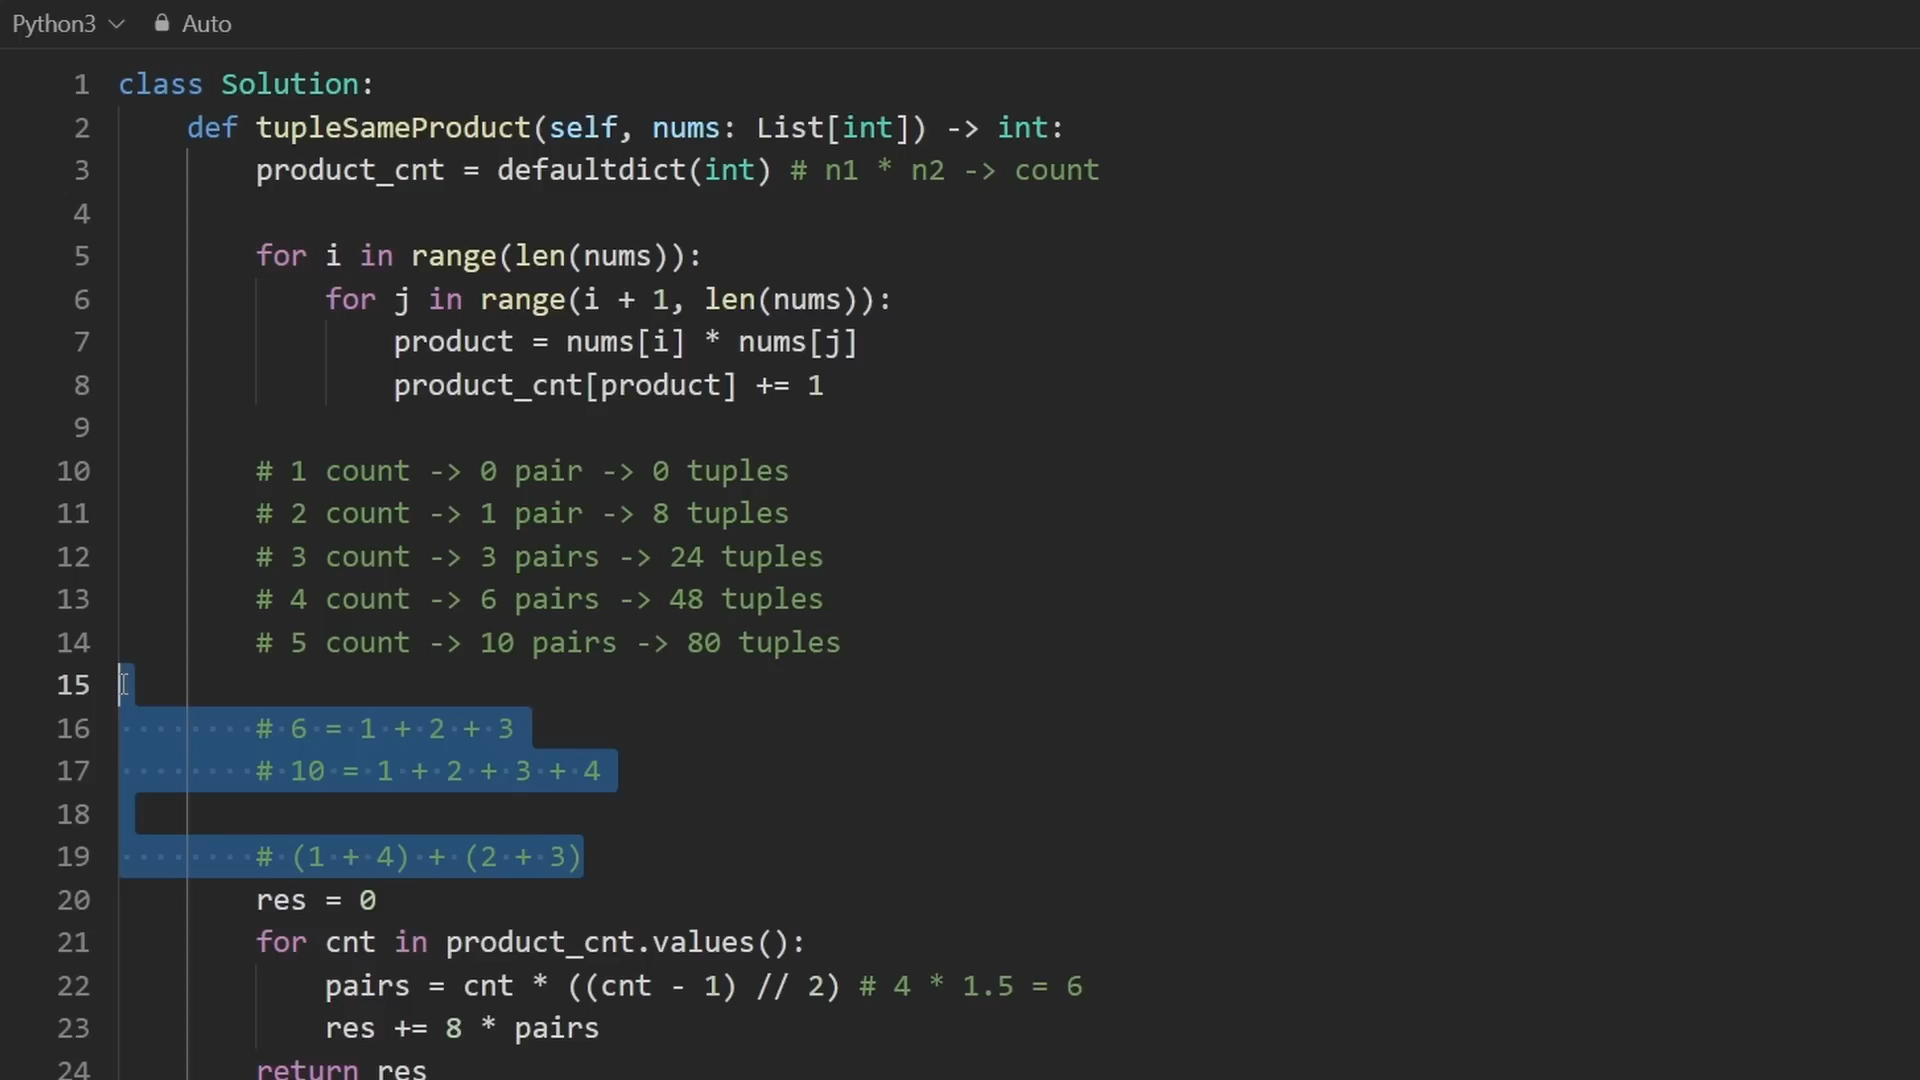 Python3 Auto
1 class Solution:
2 def tupleSameProduct(self, nums: List[int]) -> int:
3 product_cnt = defaultdict(int) # n1 * n2 -> count
4
5 for i in range(len(nums)):
6 for j in range(i + 1, len(nums)):
7 product = nums[i] * nums[j]
8 product_cnt[product] += 1
9
10 # 1 count -> 0 pair -> 0 tuples
11 # 2 count -> 1 pair -> 8 tuples
12 # 3 count -> 3 pairs -> 24 tuples
13 # 4 count -> 6 pairs -> 48 tuples
14 # 5 count -> 10 pairs -> 80 tuples
15
16 # 6 = 1 + 2 + 3
17 # 10 = 1 + 2 + 3 + 4
18
19 # (1 + 4) + (2 + 3)
20 res = 0
21 for cnt in product_cnt.values():
22 pairs = cnt * ((cnt - 1) // 2) # 4 * 1.5 = 6
23 res += 8 * pairs
24 return res